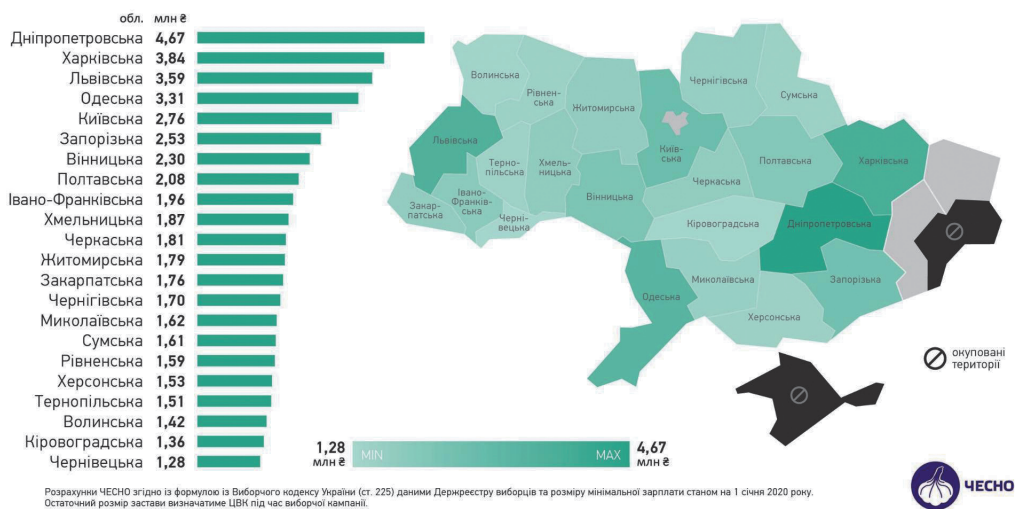 обл. млн ₴
Дніпропетровська 4,67
Харківська 3,84
Львівська 3,59
Одеська 3,31
Київська 2,76
Запорізька 2,53
Вінницька 2,30
Полтавська 2,08
Івано-Франківська 1,96
Хмельницька 1,87
Черкаська 1,81
Житомирська 1,79
Закарпатська 1,76
Чернігівська 1,70
Миколаївська 1,62
Сумська 1,61
Рівненська 1,59
Херсонська 1,53
Тернопільська 1,51
Волинська 1,42
Кіровоградська 1,36
Чернівецька 1,28
Волинська
Рівнен-
ська
Житомирська
Чернігівська
Сумська
Львівська
Терно-
пільська
Хмель-
ницька
Київ-
ська
Полтавська
Харківська
Черкаська
Закар-
патська
Івано-
Франків-
ська
Черні-
вецька
Вінницька
Кіровоградська
Дніпропетровська
Одеська
Миколаївська
Запорізька
Херсонська
окуповані
території
1,28
млн ₴
MIN
MAX
4,67
млн ₴
Розрахунки ЧЕСНО згідно із формулою із Виборчого кодексу України (ст. 225) даними Держреєстру виборців та розміру мінімальної зарплати станом на 1 січня 2020 року.
Остаточний розмір застави визначатиме ЦВК під час виборчої кампанії.
ЧЕСНО